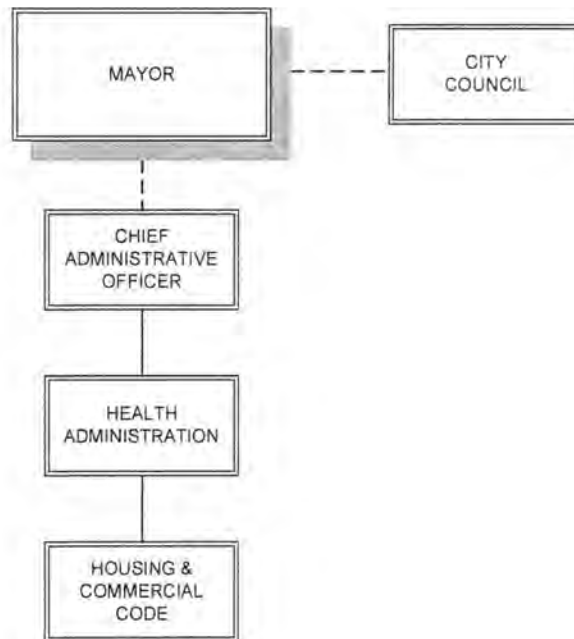 MAYOR
CITY
COUNCIL
CHIEF
ADMINISTRATIVE
OFFICER
HEALTH
ADMINISTRATION
HOUSING &
COMMERCIAL
CODE